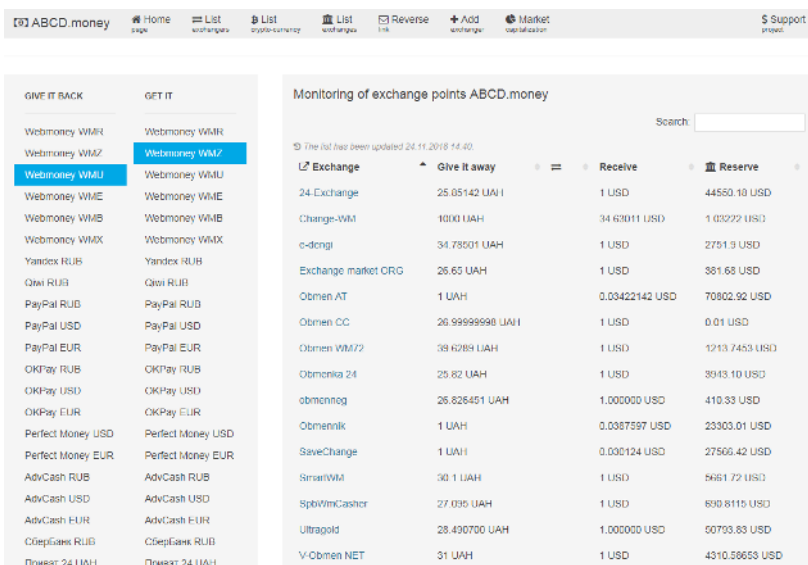 ABCD.money
Home
page
List
exchangers
List
crypto-currency
List
exchanges
Reverse
link
Add
exchanger
Market
capitalization
$ Support
project
GIVE IT BACK
Webmoney WMR
Webmoney WMZ
Webmoney WMU
Webmoney WME
Webmoney WMB
Webmoney WMX
Yandex RUB
Qiwi RUB
PayPal RUB
PayPal USD
PayPal EUR
OKPay RUB
OKPay USD
OKPay EUR
Perfect Money USD
Perfect Money EUR
AdvCash RUB
AdvCash USD
AdvCash EUR
СберБанк RUB
Приват 24 UAH
GET IT
Webmoney WMR
Webmoney WMZ
Webmoney WMU
Webmoney WME
Webmoney WMB
Webmoney WMX
Yandex RUB
Qiwi RUB
PayPal RUB
PayPal USD
PayPal EUR
OKPay RUB
OKPay USD
OKPay EUR
Perfect Money USD
Perfect Money EUR
AdvCash RUB
AdvCash USD
AdvCash EUR
СберБанк RUB
Приват 24 UAH
Monitoring of exchange points ABCD.money
Search:
The list has been updated 24.11.2018 14:40.
Exchange Give it away Receive Reserve
24-Exchange 25.85142 UAH 1 USD 44550.18 USD
Change-WM 1000 UAH 34.63011 USD 1.03222 USD
e-dengi 34.78501 UAH 1 USD 2751.9 USD
Exchange market ORG 26.65 UAH 1 USD 381.68 USD
Obmen AT 1 UAH 0.03422142 USD 70802.92 USD
Obmen CC 26.99999998 UAH 1 USD 0.01 USD
Obmen WM72 39.6289 UAH 1 USD 1213.7453 USD
Obmenka 24 25.82 UAH 1 USD 3943.10 USD
obmenneg 26.826451 UAH 1.000000 USD 410.33 USD
Obmennik 1 UAH 0.0387597 USD 23303.01 USD
SaveChange 1 UAH 0.030124 USD 27566.42 USD
SmartWM 30.1 UAH 1 USD 5661.72 USD
SpbWmCasher 27.095 UAH 1 USD 690.8115 USD
Ultragold 28.490700 UAH 1.000000 USD 50793.83 USD
V-Obmen NET 31 UAH 1 USD 4310.58653 USD